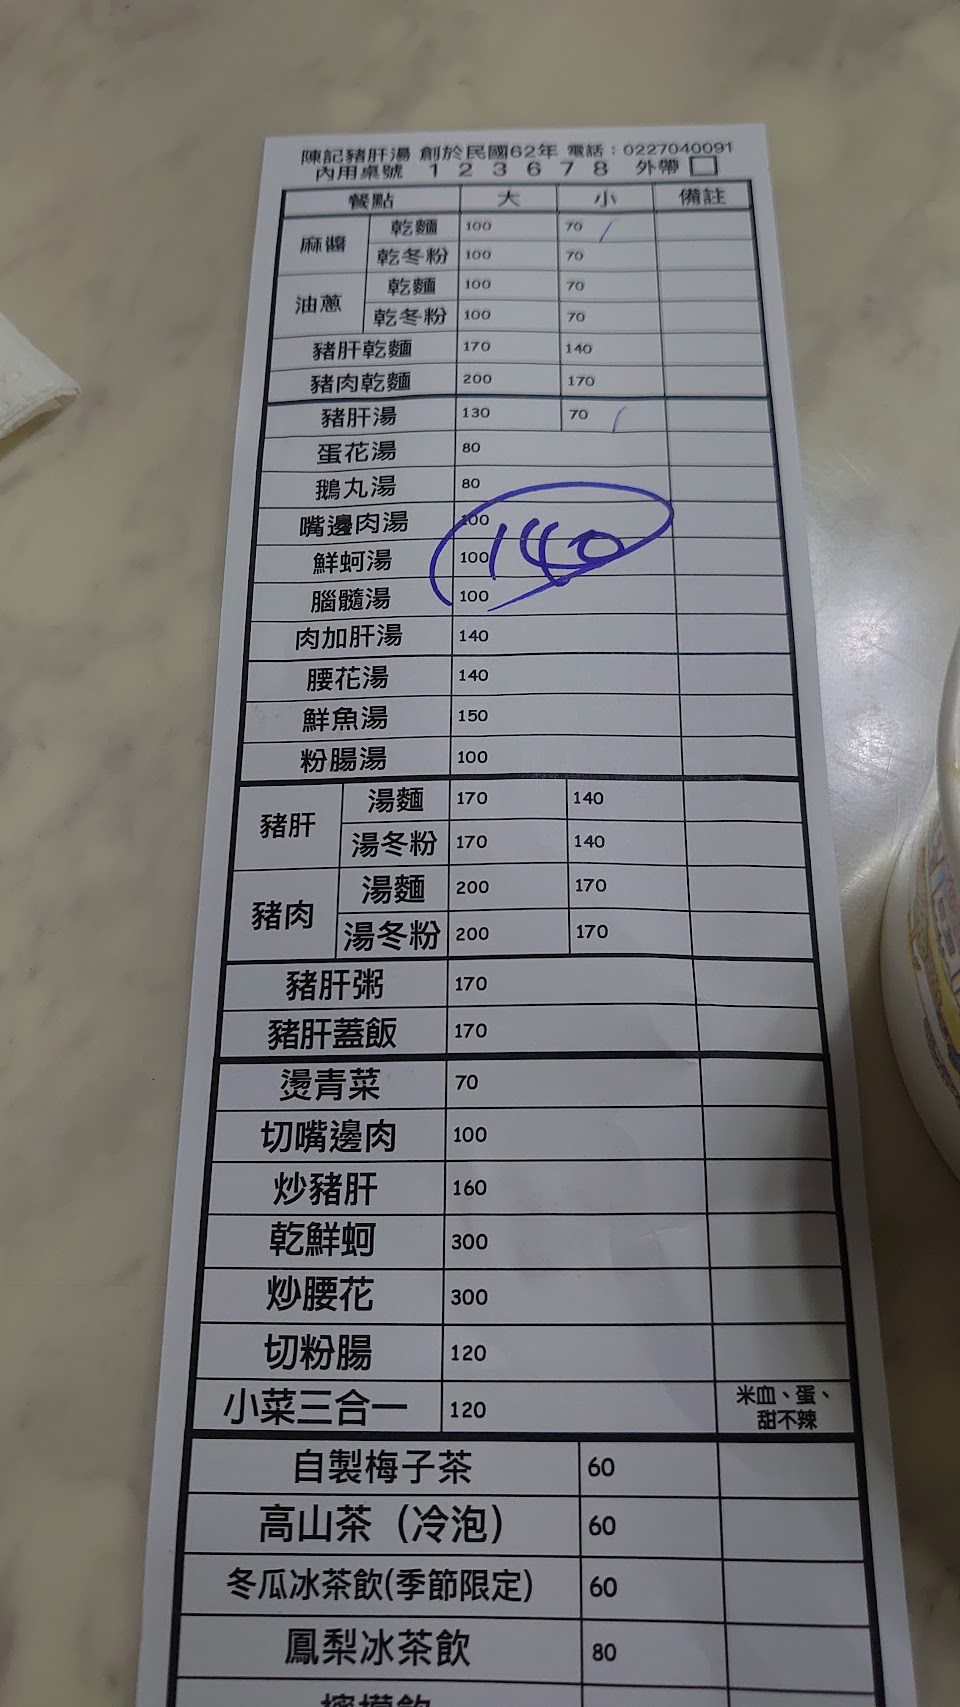 陳記豬肝湯 創於民國62年 電話：0227040091
內用桌號 1 2 3 6 7 8 外帶 □
餐點 大 小 備註
麻醬 乾麵 100 70 /
乾冬粉 100 70
油蔥 乾麵 100 70
乾冬粉 100 70
豬肝乾麵 170 140
豬肉乾麵 200 170
豬肝湯 130 70 /
蛋花湯 80
鵝丸湯 80
嘴邊肉湯 100
鮮蚵湯 100 140
腦髓湯 100
肉加肝湯 140
腰花湯 140
鮮魚湯 150
粉腸湯 100
豬肝 湯麵 170 140
湯冬粉 170 140
豬肉 湯麵 200 170
湯冬粉 200 170
豬肝粥 170
豬肝蓋飯 170
燙青菜 70
切嘴邊肉 100
炒豬肝 160
乾鮮蚵 300
炒腰花 300
切粉腸 120
小菜三合一 120 米血、蛋、
甜不辣
自製梅子茶 60
高山茶（冷泡） 60
冬瓜冰茶飲(季節限定) 60
鳳梨冰茶飲 80